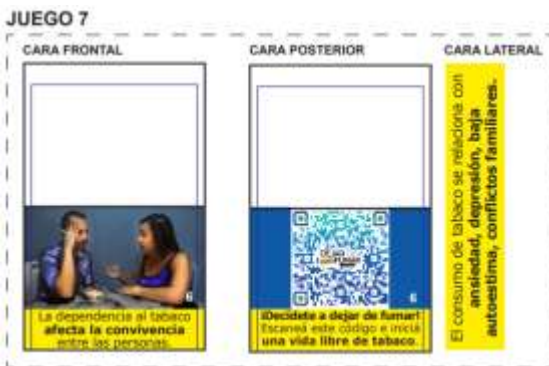 JUEGO 7
CARA FRONTAL
La dependencia al tabaco
afecta la convivencia
entre las personas.
6
CARA POSTERIOR
¡Decídete a dejar de fumar!
Escaneá este código e iniciá
una vida libre de tabaco.
6
CARA LATERAL
El consumo de tabaco se relaciona con
ansiedad, depresión, baja
autoestima, conflictos familiares.